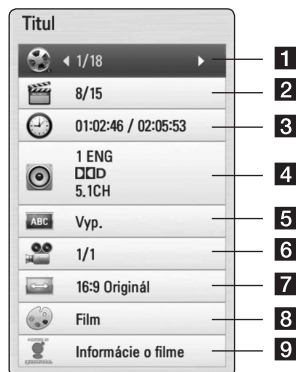 Titul
1/18 1
8/15 2
01:02:46 / 02:05:53 3
1 ENG
D 4
5.1CH
ABC Vyp. 5
1/1 6
16:9 Originál 7
Film 8
Informácie o filme 9